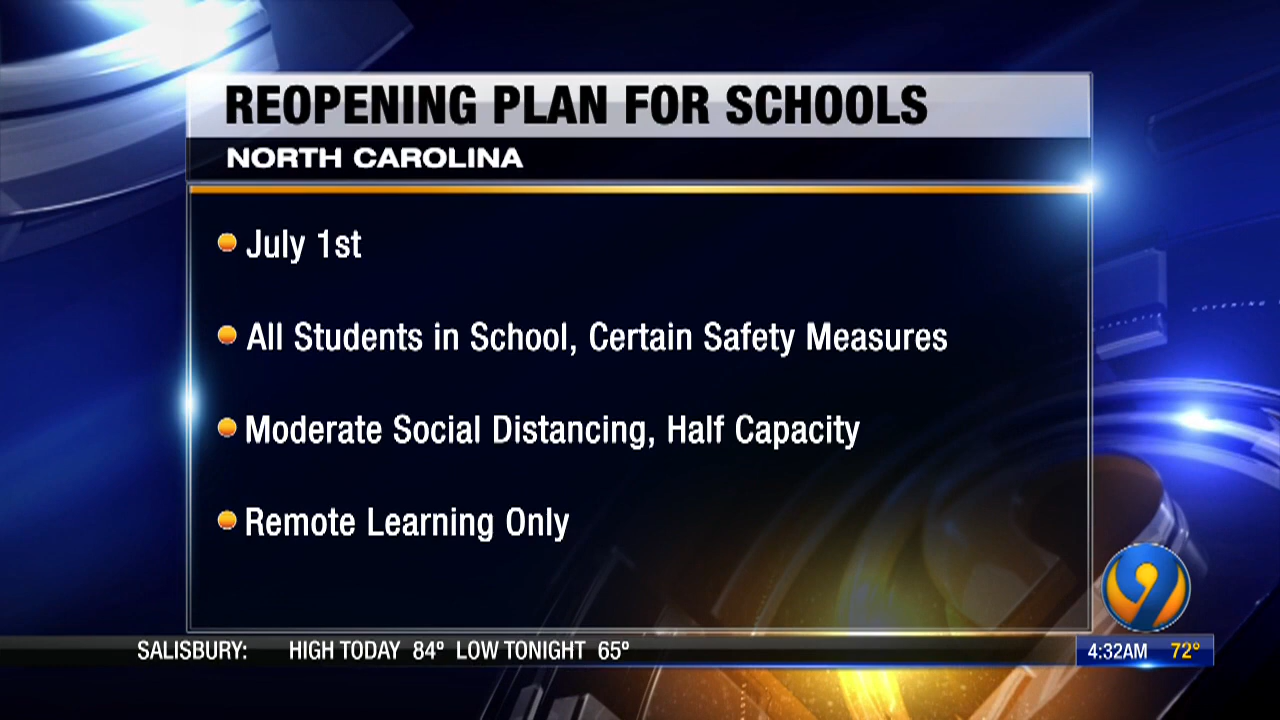 REOPENING PLAN FOR SCHOOLS
NORTH CAROLINA
July 1st
All Students in School, Certain Safety Measures
Moderate Social Distancing, Half Capacity
Remote Learning Only
9
SALISBURY: HIGH TODAY 84° LOW TONIGHT 65°
4:32AM 72°